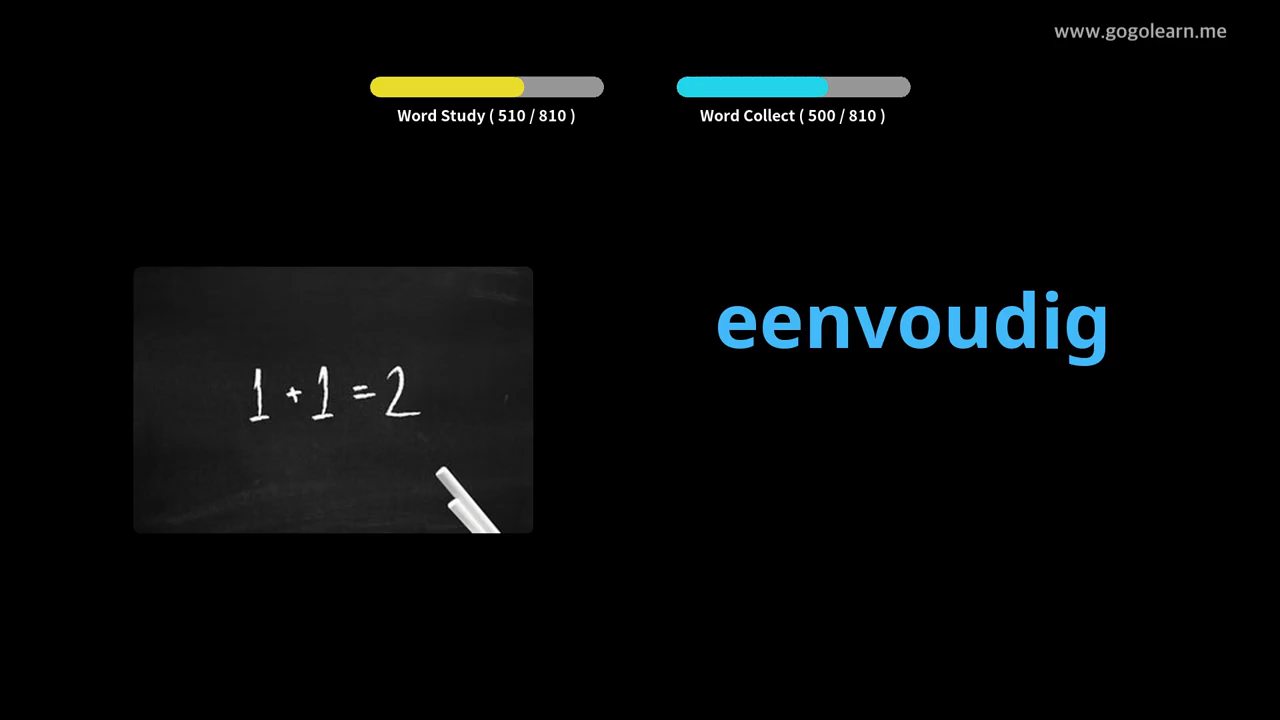 www.gogolearn.me
Word Study ( 510 / 810 )
Word Collect ( 500 / 810 )
eenvoudig
1 + 1 = 2